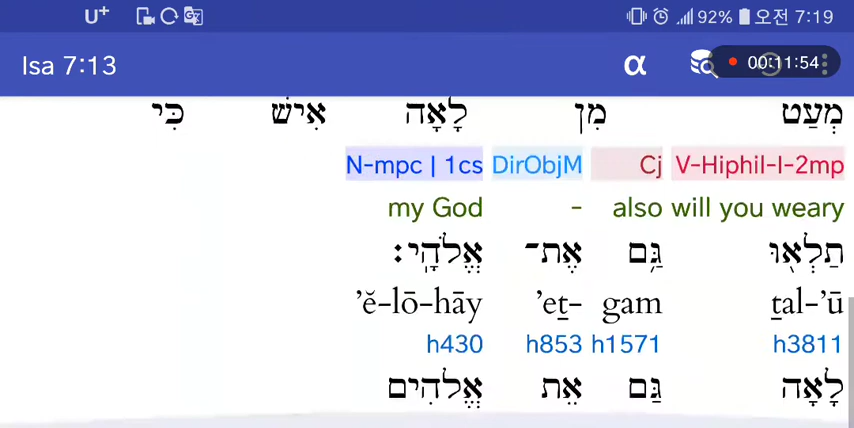 U+ 92% 오전 7:19
Isa 7:13 α 00:11:54
מְעַט מִן לָאָה אִישׁ כִּי
N-mpc | 1cs DirObjM Cj V-Hiphil-I-2mp
my God - also will you weary
תַלְא֖וּ גַּ֥ם אֶת־ אֱלֹהָֽי׃
’ĕ-lō-hāy ’eṯ- gam ṯal-’ū
h430 h853 h1571 h3811
לָאָה גַּם אֵת אֱלֹהִים